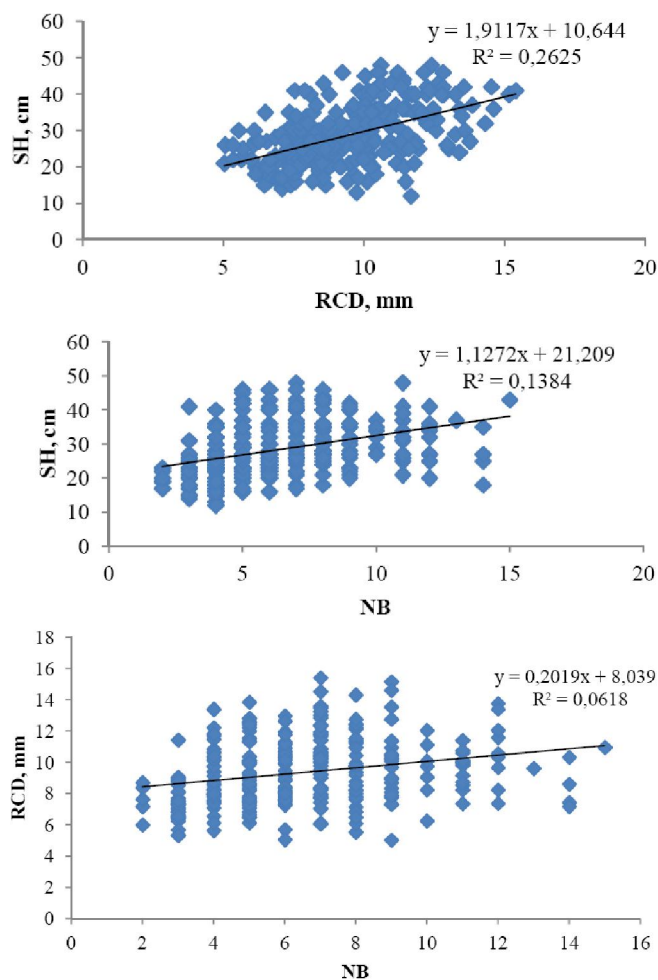 60
y = 1,9117x + 10,644
50
R² = 0,2625
40
30
20
10
0
SH, cm
0 5 10 15 20
RCD, mm
60
y = 1,1272x + 21,209
50
R² = 0,1384
40
30
20
10
0
SH, cm
0 5 10 15 20
NB
18
16
y = 0,2019x + 8,039
14
R² = 0,0618
12
10
8
6
4
2
0
RCD, mm
0 2 4 6 8 10 12 14 16
NB